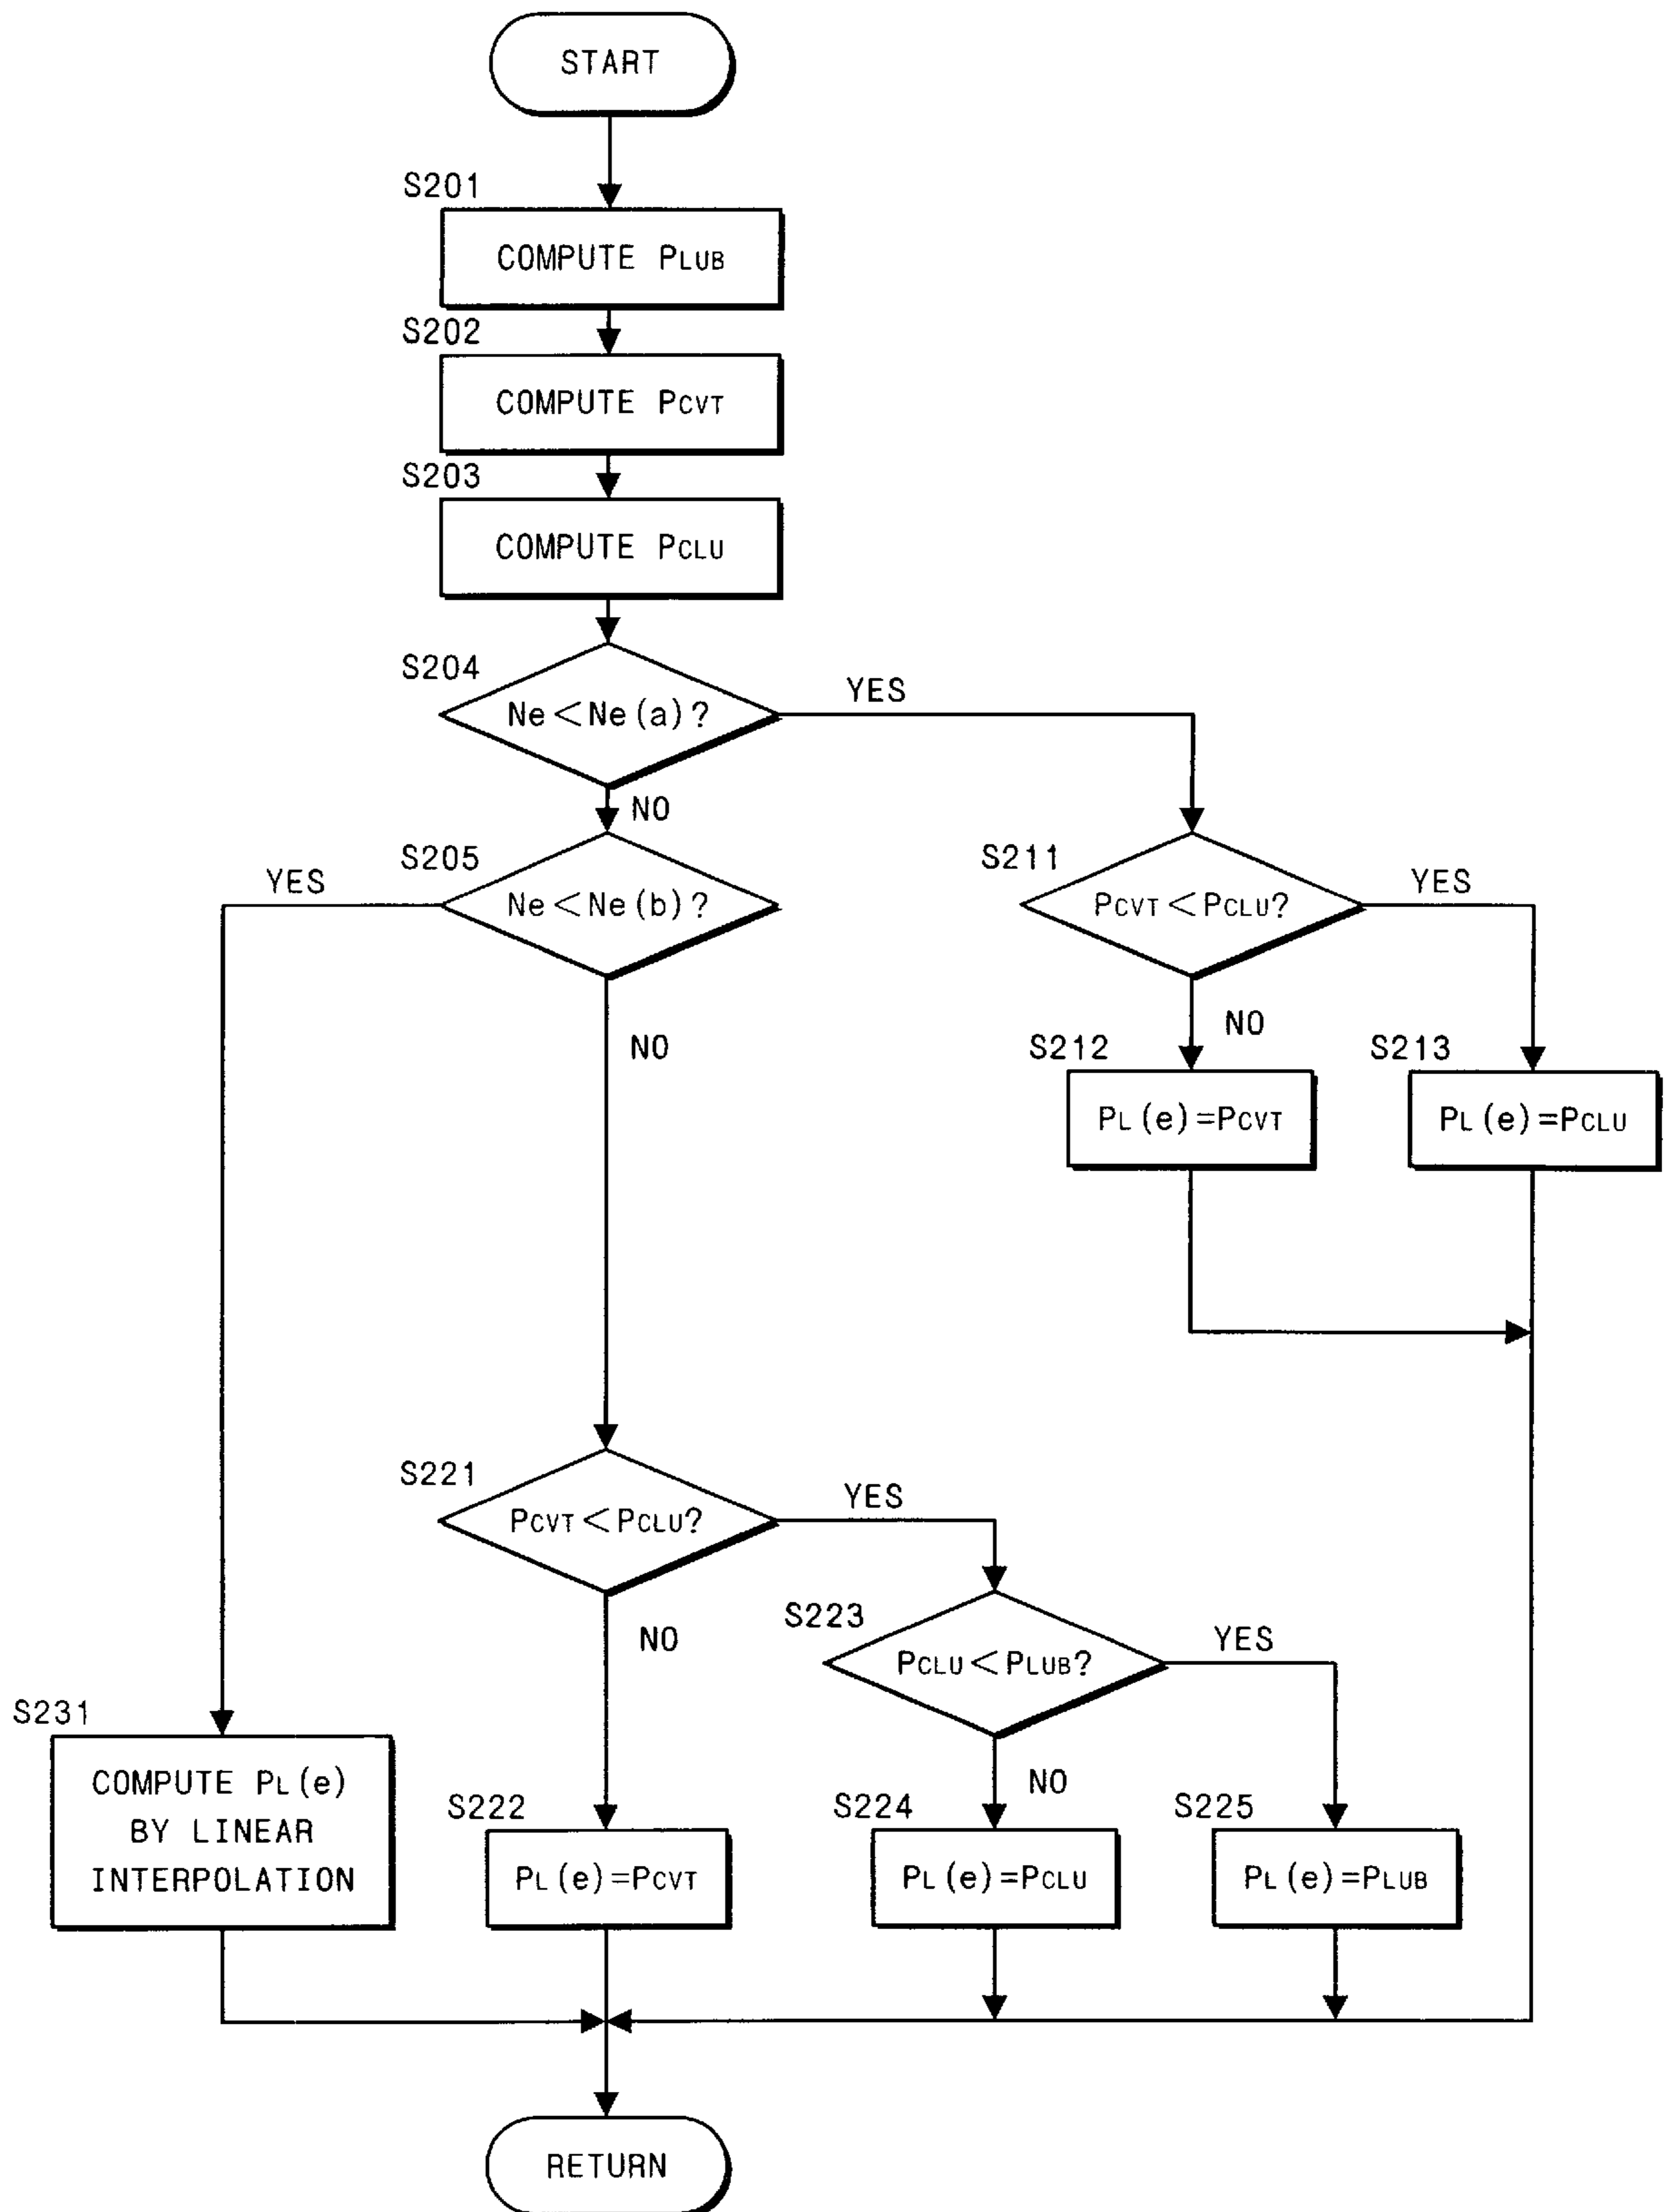 START
S201
COMPUTE PLUB
S202
COMPUTE PCVT
S203
COMPUTE PCLU
S204
Ne<Ne(a)?
YES
NO
S205
Ne<Ne(b)?
YES
NO
S211
PCVT<PCLU?
YES
NO
S212
PL(e)=PCVT
S213
PL(e)=PCLU
S221
PCVT<PCLU?
YES
NO
S223
PCLU<PLUB?
YES
NO
S231
COMPUTE PL(e)
BY LINEAR
INTERPOLATION
S222
PL(e)=PCVT
S224
PL(e)=PCLU
S225
PL(e)=PLUB
RETURN